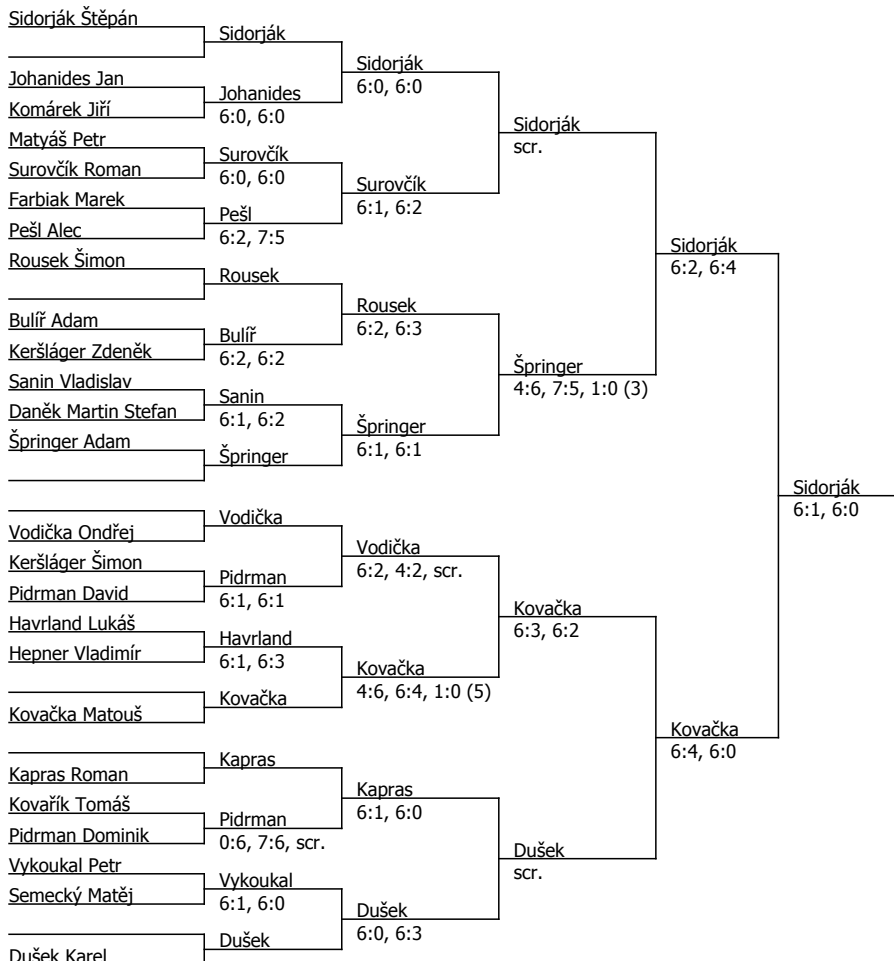 Sidorják Štěpán
Johanides Jan
Komárek Jiří
Matyáš Petr
Surovčík Roman
Farbiak Marek
Pešl Alec
Rousek Šimon
Bulíř Adam
Keršláger Zdeněk
Sanin Vladislav
Daněk Martin Stefan
Špringer Adam
Vodička Ondřej
Keršláger Šimon
Pidrman David
Havrland Lukáš
Hepner Vladimír
Kovačka Matouš
Kapras Roman
Kovařík Tomáš
Pidrman Dominik
Vykoukal Petr
Semecký Matěj
Dušek Karel
Sidorják
Johanides
6:0, 6:0
Surovčík
6:0, 6:0
Pešl
6:2, 7:5
Rousek
Bulíř
6:2, 6:2
Sanin
6:1, 6:2
Špringer
Vodička
Pidrman
6:1, 6:1
Havrland
6:1, 6:3
Kovačka
Kapras
Pidrman
0:6, 7:6, scr.
Vykoukal
6:1, 6:0
Dušek
Sidorják
6:0, 6:0
Surovčík
6:1, 6:2
Rousek
6:2, 6:3
Špringer
6:1, 6:1
Vodička
6:2, 4:2, scr.
Kovačka
4:6, 6:4, 1:0 (5)
Kapras
6:1, 6:0
Dušek
6:0, 6:3
Sidorják
scr.
Špringer
4:6, 7:5, 1:0 (3)
Kovačka
6:3, 6:2
Dušek
scr.
Sidorják
6:2, 6:4
Kovačka
6:4, 6:0
Sidorják
6:1, 6:0